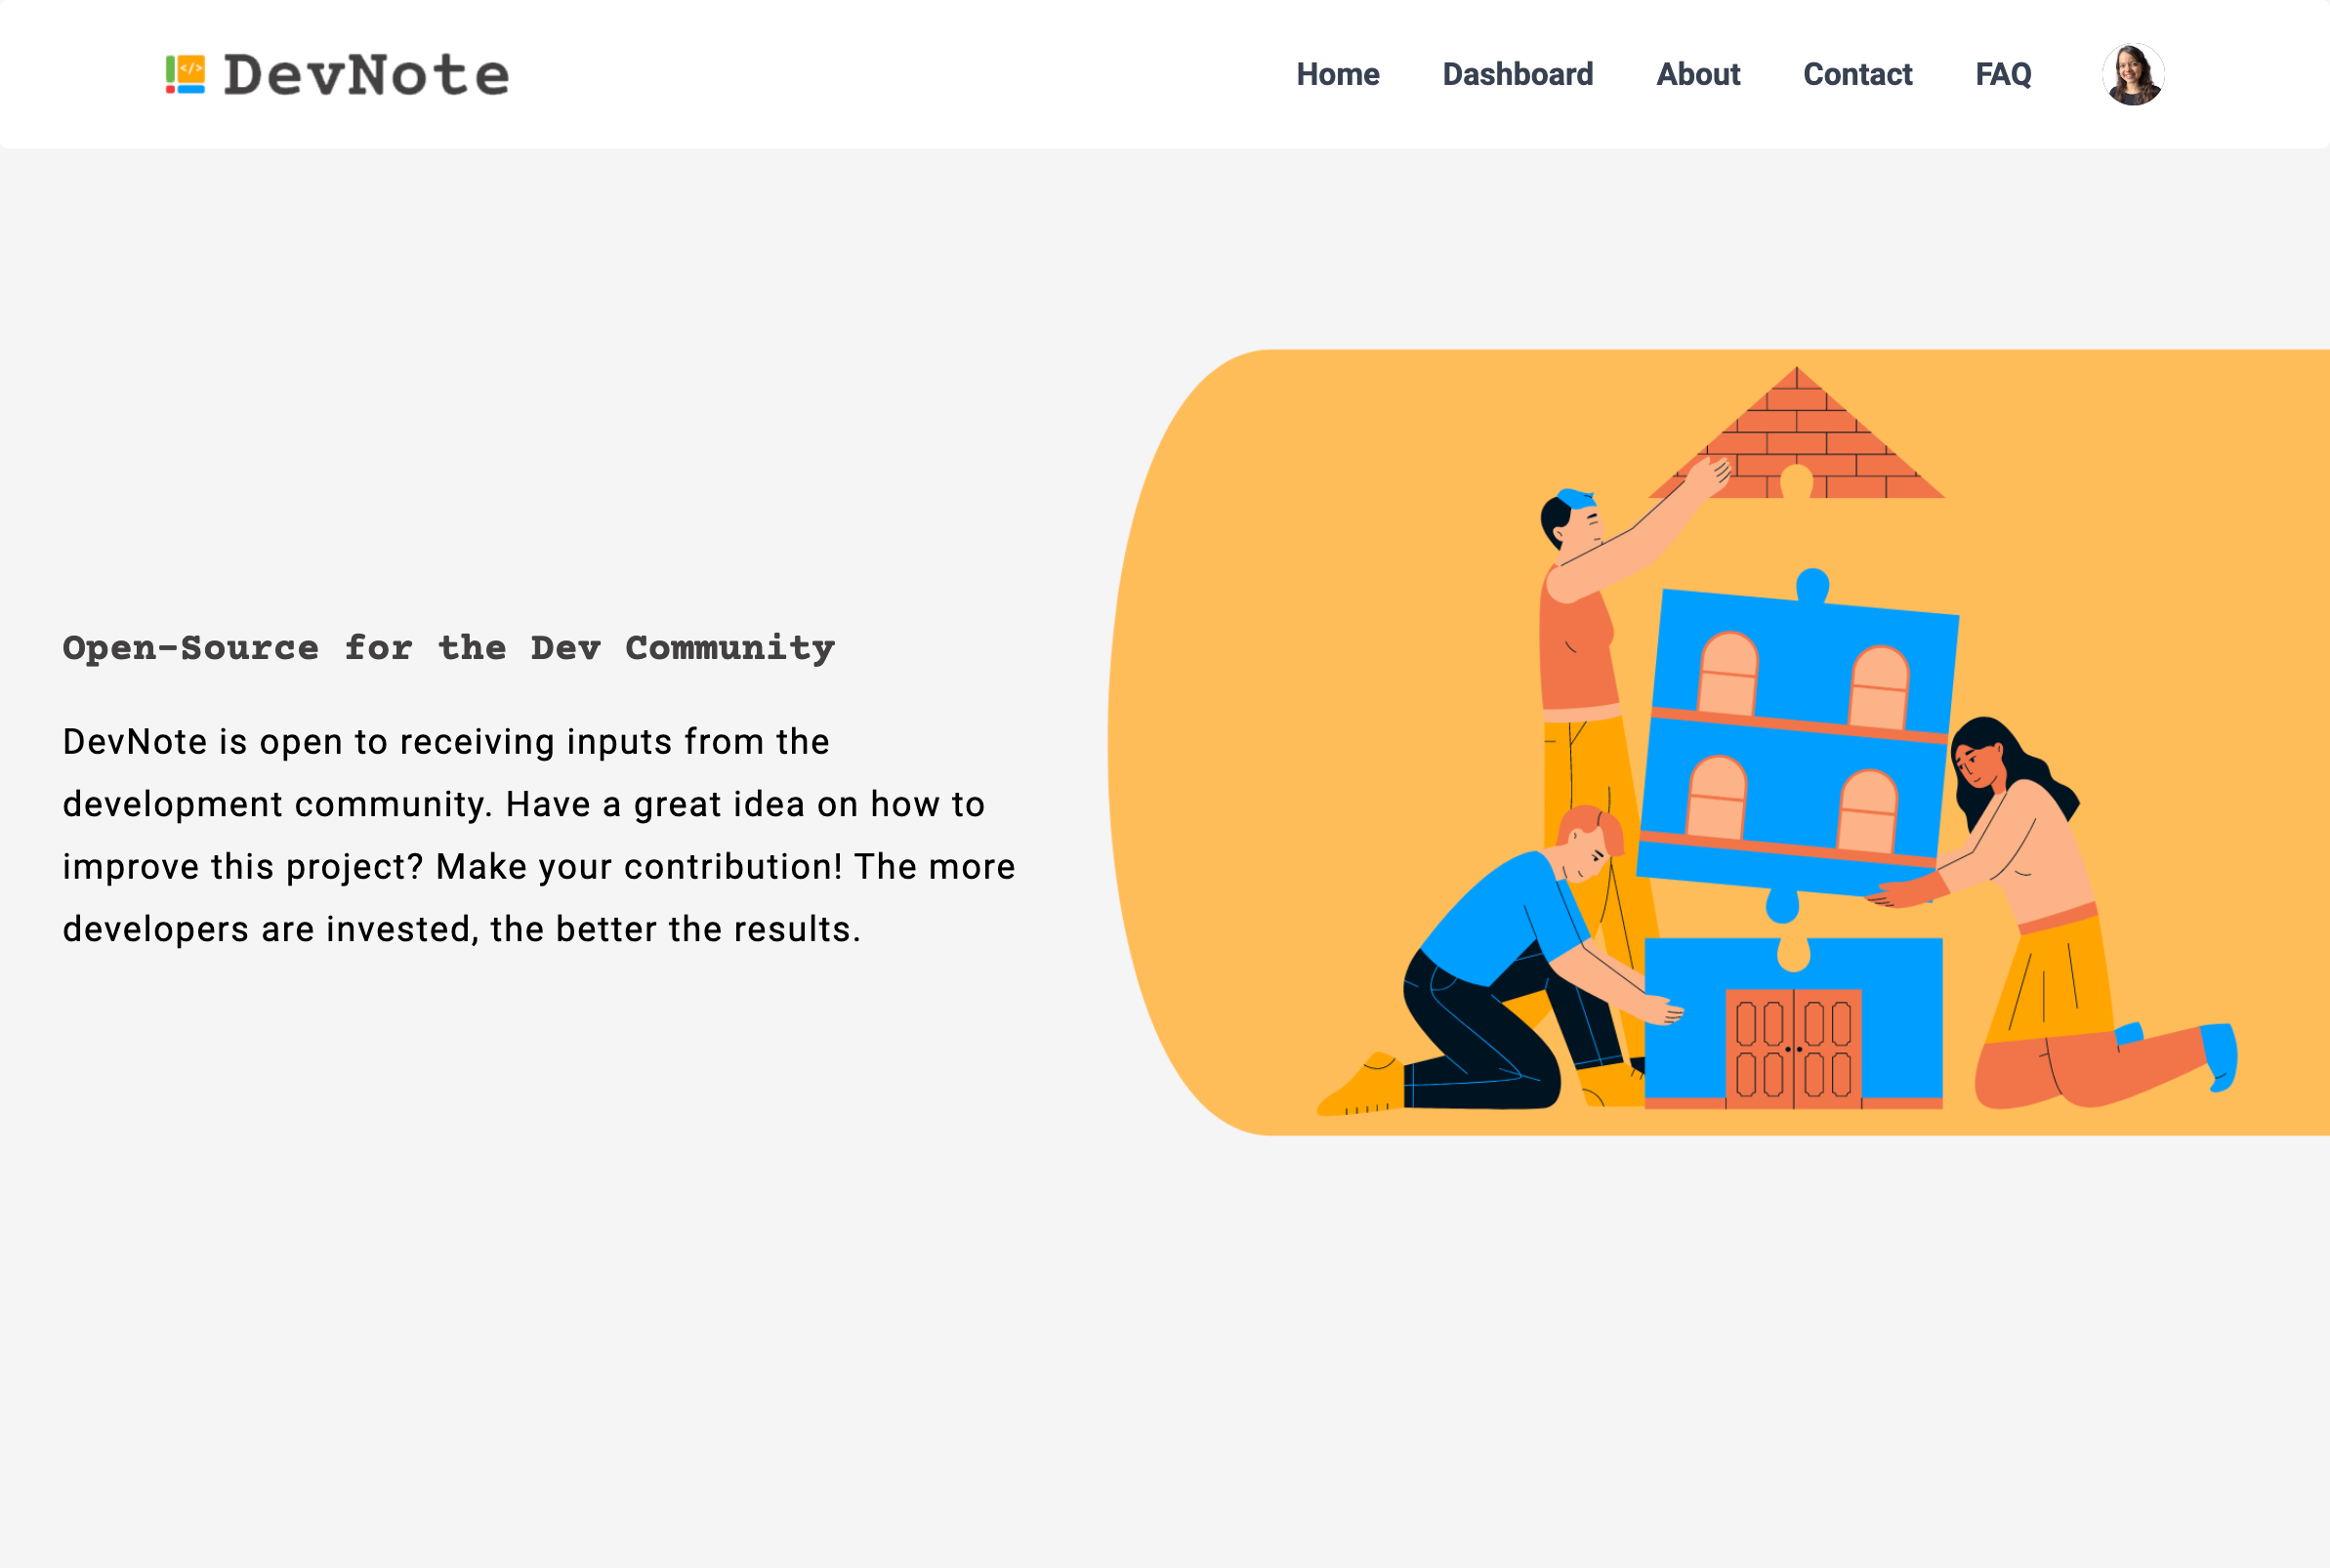 </> DevNote
Home Dashboard About Contact FAQ
Open-Source for the Dev Community
DevNote is open to receiving inputs from the
development community. Have a great idea on how to
improve this project? Make your contribution! The more
developers are invested, the better the results.